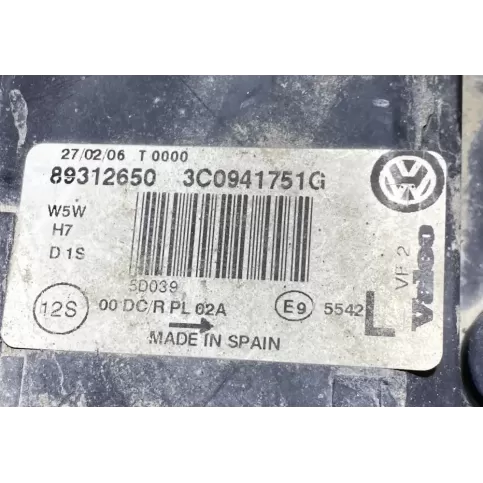 27/02/06 T 0000
89312650 3C0941751G
W5W
H7
D1S
5D039
12S 00 DC/R PL 02A E9 5542 L
MADE IN SPAIN
VP 2
Valeo